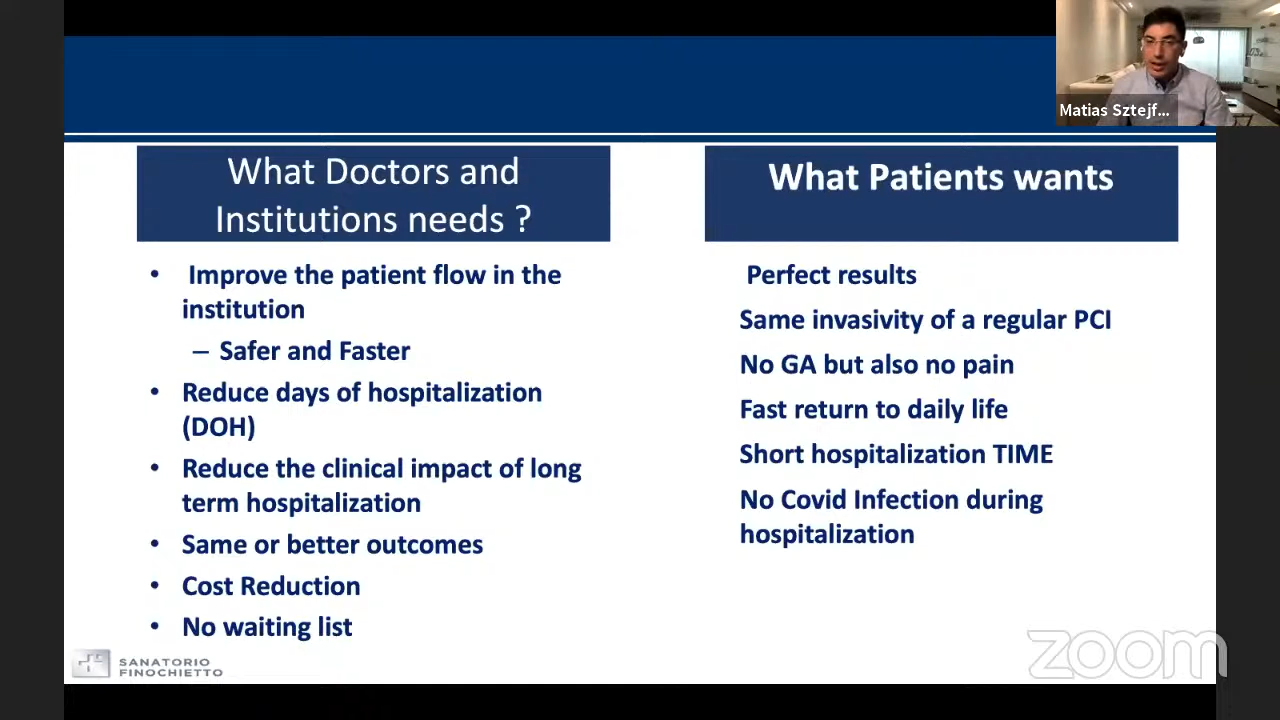 Matias Sztejf...
What Doctors and
Institutions needs ?
• Improve the patient flow in the
institution
– Safer and Faster
• Reduce days of hospitalization
(DOH)
• Reduce the clinical impact of long
term hospitalization
• Same or better outcomes
• Cost Reduction
• No waiting list
What Patients wants
Perfect results
Same invasivity of a regular PCI
No GA but also no pain
Fast return to daily life
Short hospitalization TIME
No Covid Infection during
hospitalization
SANATORIO
FINOCHIETTO
zoom